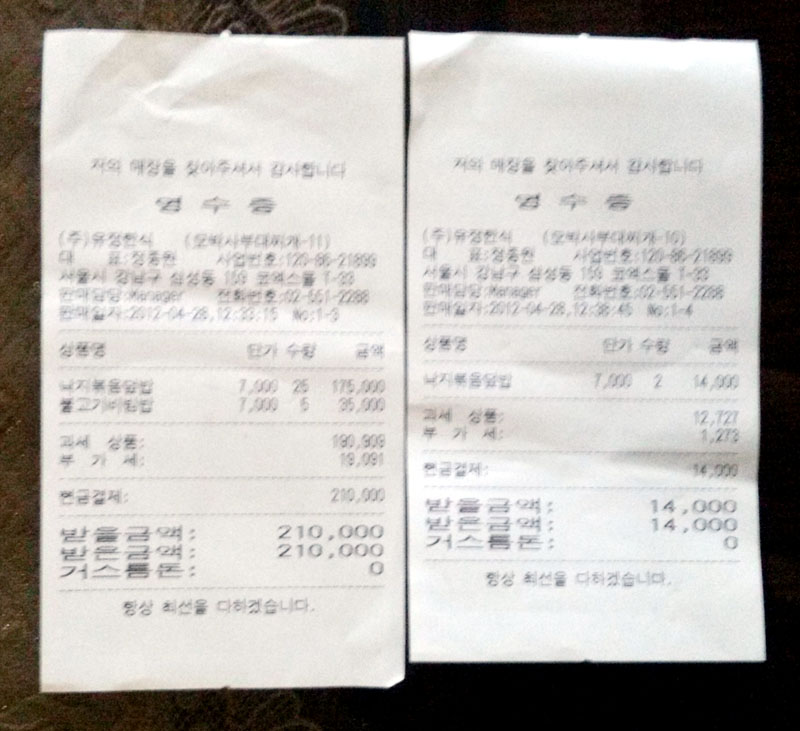 저의 매장을 찾아주셔서 감사합니다
영 수 증
(주)유정한식 (오박사부대찌개-11)
대 표:정종원 사업번호:120-86-21899
서울시 강남구 삼성동 159 코엑스몰 T-33
판매담당:Manager 전화번호:02-551-2288
판매일자:2012-04-28,12:33:15 No:1-3
상품명 단가 수량 금액
낙지볶음덮밥 7,000 25 175,000
불고기비빔밥 7,000 5 35,000
과세 상품: 190,909
부 가 세: 19,091
현금결제: 210,000
받을금액: 210,000
받은금액: 210,000
거스름돈: 0
항상 최선을 다하겠습니다.
저의 매장을 찾아주셔서 감사합니다
영 수 증
(주)유정한식 (오박사부대찌개-10)
대 표:정종원 사업번호:120-86-21899
서울시 강남구 삼성동 159 코엑스몰 T-33
판매담당:Manager 전화번호:02-551-2288
판매일자:2012-04-28,12:38:45 No:1-4
상품명 단가 수량 금액
낙지볶음덮밥 7,000 2 14,000
과세 상품: 12,727
부 가 세: 1,273
현금결제: 14,000
받을금액: 14,000
받은금액: 14,000
거스름돈: 0
항상 최선을 다하겠습니다.